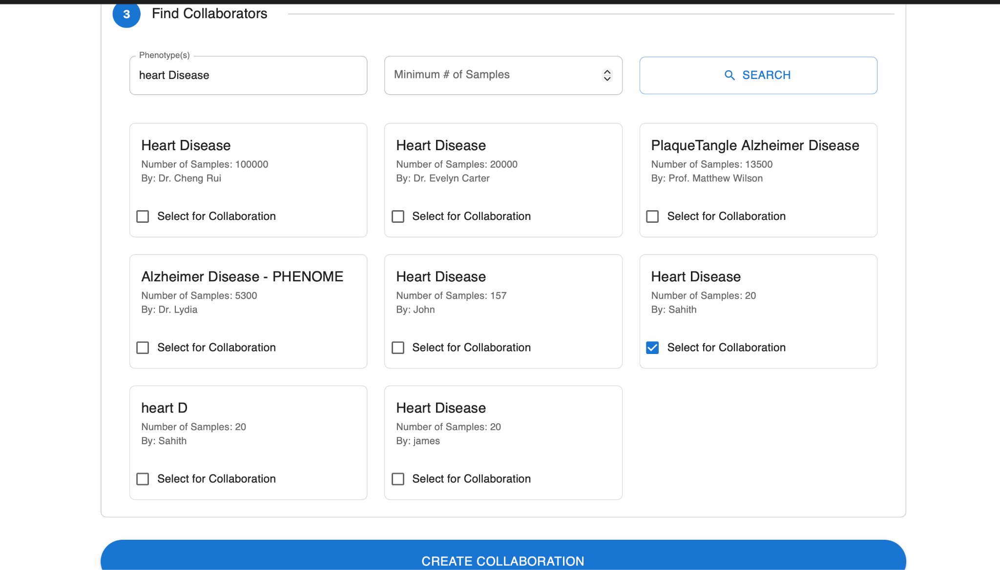 3 Find Collaborators
Phenotype(s)
heart Disease
Minimum # of Samples
SEARCH
Heart Disease
Number of Samples: 100000
By: Dr. Cheng Rui
Select for Collaboration
Heart Disease
Number of Samples: 20000
By: Dr. Evelyn Carter
Select for Collaboration
PlaqueTangle Alzheimer Disease
Number of Samples: 13500
By: Prof. Matthew Wilson
Select for Collaboration
Alzheimer Disease - PHENOME
Number of Samples: 5300
By: Dr. Lydia
Select for Collaboration
Heart Disease
Number of Samples: 157
By: John
Select for Collaboration
Heart Disease
Number of Samples: 20
By: Sahith
Select for Collaboration
heart D
Number of Samples: 20
By: Sahith
Select for Collaboration
Heart Disease
Number of Samples: 20
By: james
Select for Collaboration
CREATE COLLABORATION